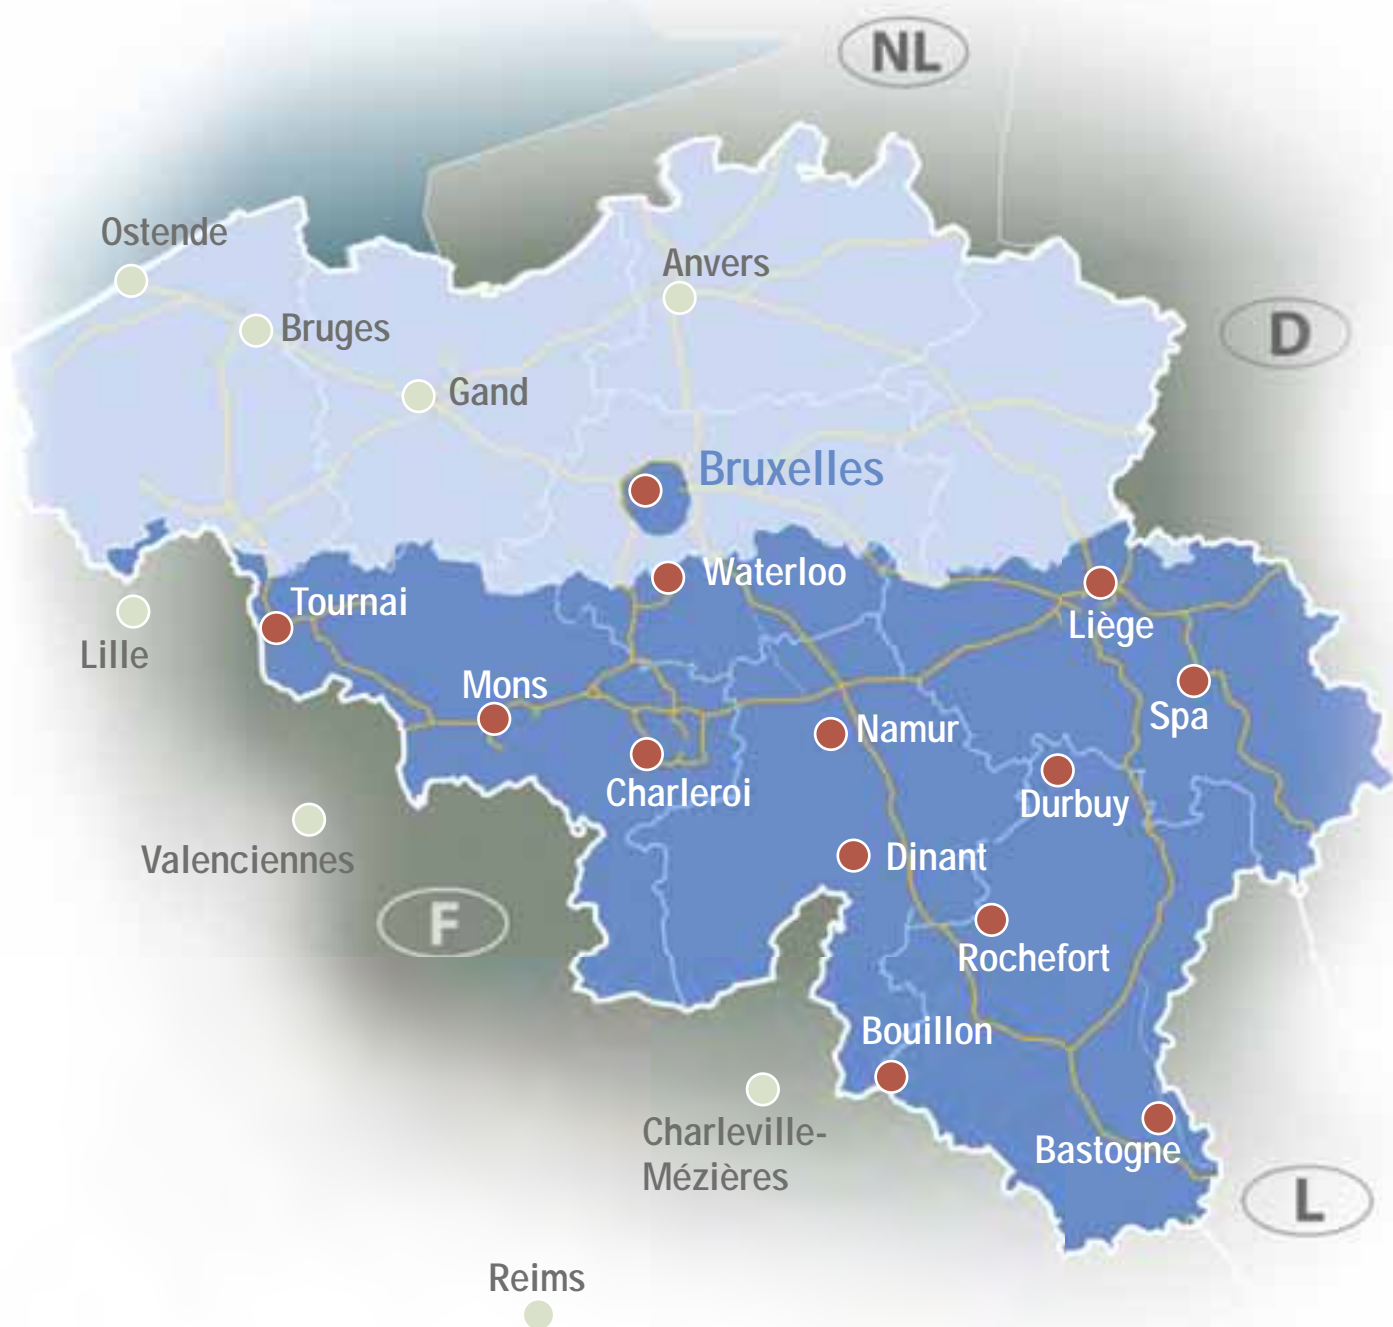 NL
Ostende
Anvers
D
Bruges
Gand
Bruxelles
Waterloo
Tournai
Liège
Lille
Mons
Spa
Namur
Charleroi
Durbuy
Valenciennes
Dinant
F
Rochefort
Bouillon
Charleville-
Mézières
Bastogne
L
Reims